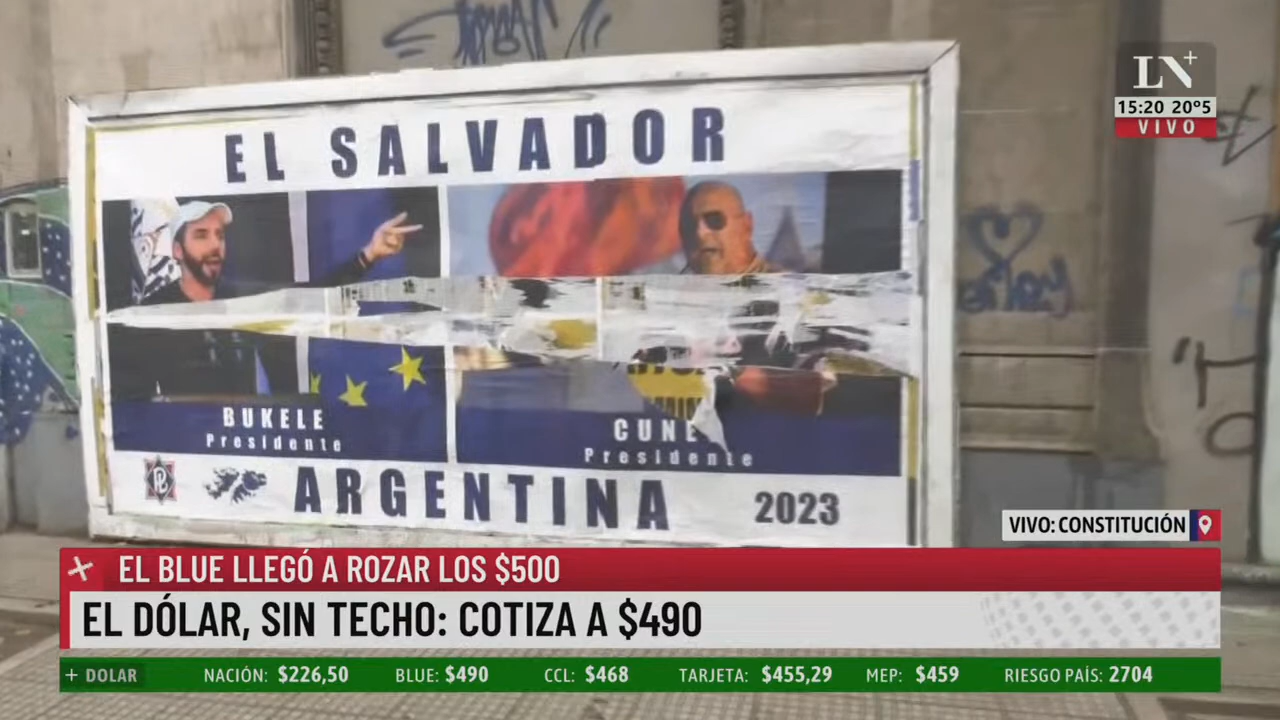 EL SALVADOR
BUKELE
Presidente
CUNE
Presidente
ARGENTINA
2023
LN+
15:20 20º5
VIVO
VIVO: CONSTITUCIÓN
EL BLUE LLEGÓ A ROZAR LOS $500
EL DÓLAR, SIN TECHO: COTIZA A $490
+ DOLAR NACIÓN: $226,50 BLUE: $490 CCL: $468 TARJETA: $455,29 MEP: $459 RIESGO PAÍS: 2704